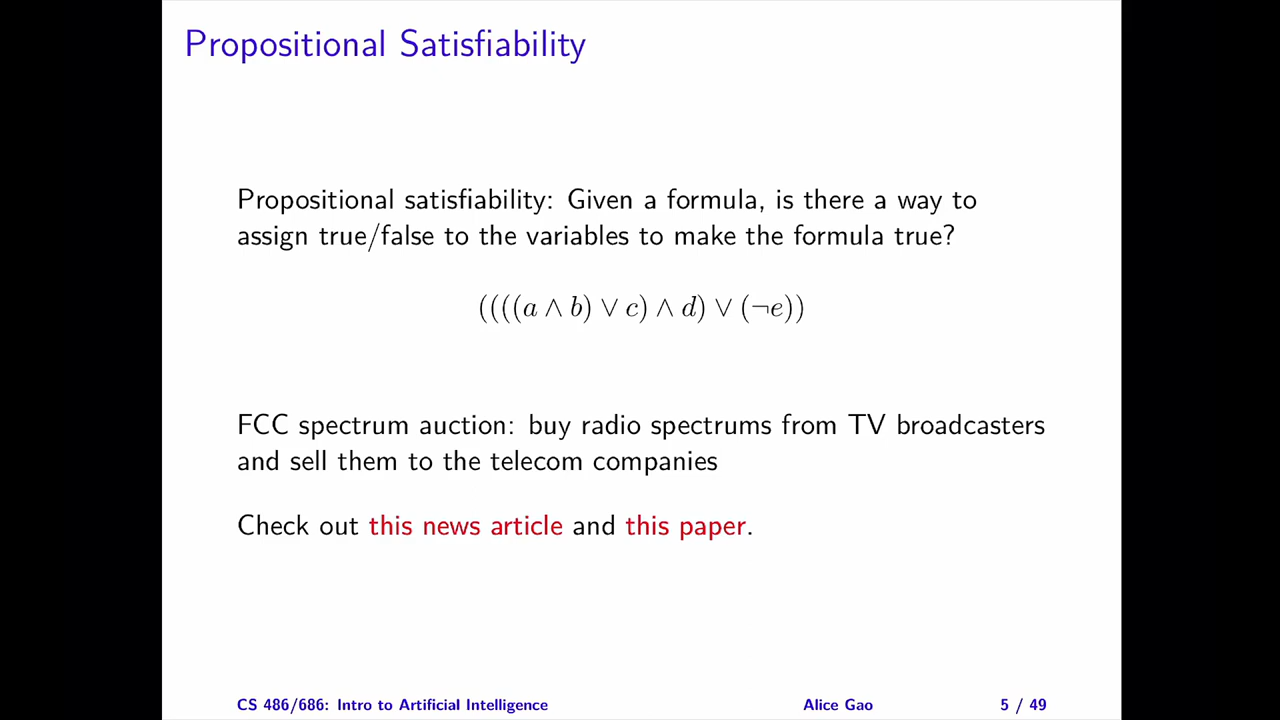 Propositional Satisfiability
Propositional satisfiability: Given a formula, is there a way to
assign true/false to the variables to make the formula true?
((((a ∧ b) ∨ c) ∧ d) ∨ (¬e))
FCC spectrum auction: buy radio spectrums from TV broadcasters
and sell them to the telecom companies
Check out this news article and this paper.
CS 486/686: Intro to Artificial Intelligence Alice Gao 5 / 49